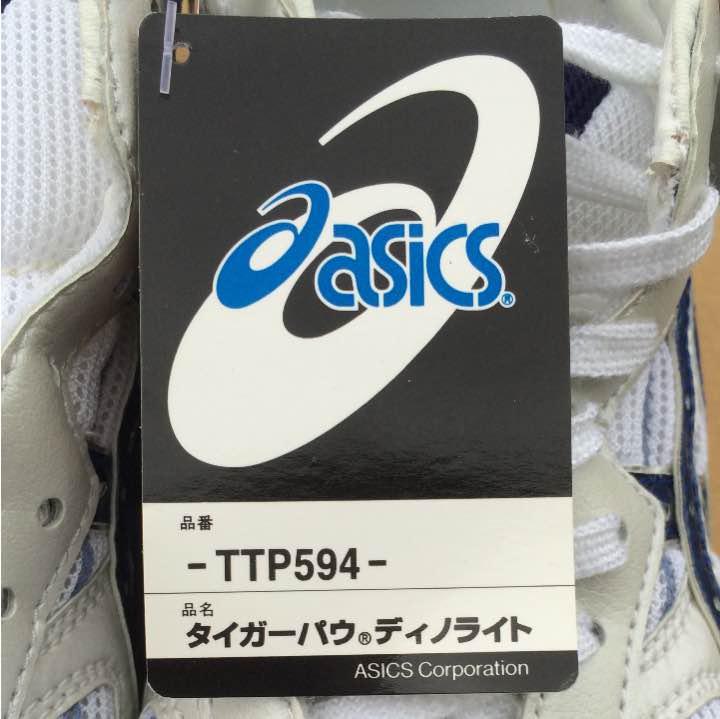 asics®
品番
-TTP594-
品名
タイガーパウ®ディノライト
ASICS Corporation